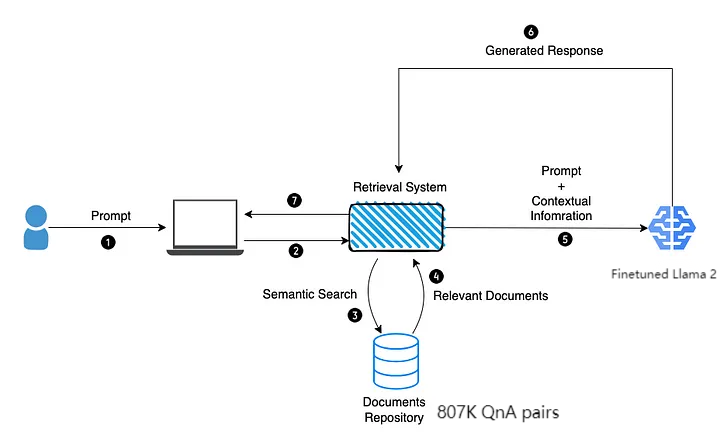 6
Generated Response
Retrieval System
Prompt
+
Contextual
Infomration
Prompt
7
1
2
5
Finetuned Llama 2
4
Semantic Search
Relevant Documents
3
Documents
Repository
807K QnA pairs